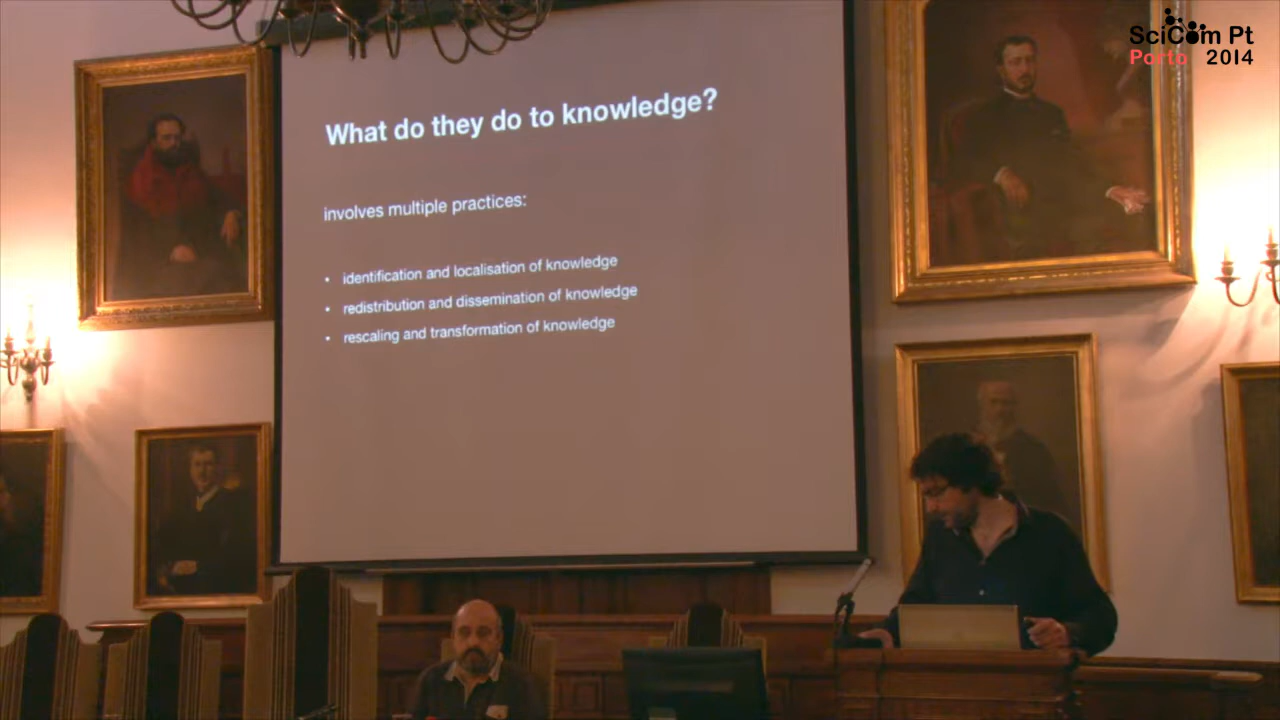 SciCom Pt
Porto 2014
What do they do to knowledge?
involves multiple practices:
• identification and localisation of knowledge
• redistribution and dissemination of knowledge
• rescaling and transformation of knowledge